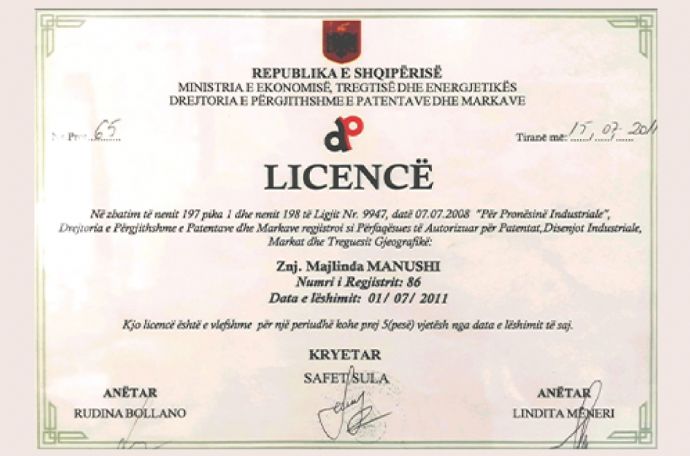 REPUBLIKA E SHQIPËRISË
MINISTRIA E EKONOMISË, TREGTISË DHE ENERGJETIKËS
DREJTORIA E PËRGJITHSHME E PATENTAVE DHE MARKAVE
dp
65
Tiranë më: 15, 07 2011
LICENCË
Në zbatim të nenit 197 pika 1 dhe nenit 198 të Ligjit Nr. 9947, datë 07.07.2008 "Për Pronësinë Industriale",
Drejtoria e Përgjithshme e Patentave dhe Markave regjistroi si Përfaqësues të Autorizuar për Patentat,Disenjot Industriale,
Markat dhe Treguesit Gjeografikë:
Znj. Majlinda MANUSHI
Numri i Regjistrit: 86
Data e lëshimit: 01/ 07/ 2011
Kjo licencë është e vlefshme për një periudhë kohe prej 5(pesë) vjetësh nga data e lëshimit të saj.
KRYETAR
SAFET SULA
ANËTAR
RUDINA BOLLANO
ANËTAR
LINDITA MËNERI